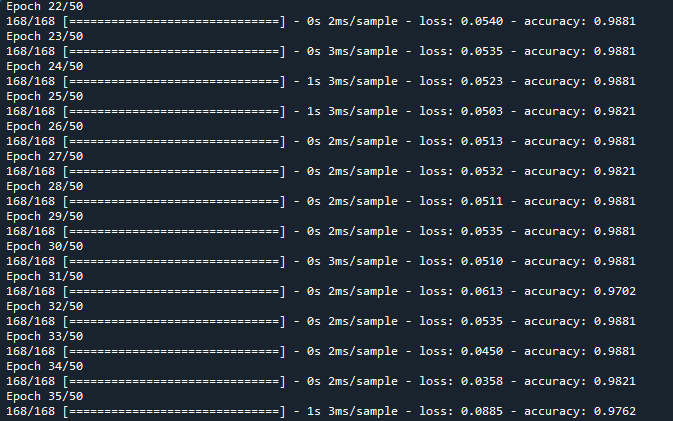 Epoch 22/50
168/168 [==============================] - 0s 2ms/sample - loss: 0.0540 - accuracy: 0.9881
Epoch 23/50
168/168 [==============================] - 0s 3ms/sample - loss: 0.0535 - accuracy: 0.9881
Epoch 24/50
168/168 [==============================] - 1s 3ms/sample - loss: 0.0523 - accuracy: 0.9881
Epoch 25/50
168/168 [==============================] - 1s 3ms/sample - loss: 0.0503 - accuracy: 0.9821
Epoch 26/50
168/168 [==============================] - 0s 2ms/sample - loss: 0.0513 - accuracy: 0.9881
Epoch 27/50
168/168 [==============================] - 0s 2ms/sample - loss: 0.0532 - accuracy: 0.9821
Epoch 28/50
168/168 [==============================] - 0s 2ms/sample - loss: 0.0511 - accuracy: 0.9881
Epoch 29/50
168/168 [==============================] - 0s 2ms/sample - loss: 0.0535 - accuracy: 0.9881
Epoch 30/50
168/168 [==============================] - 0s 3ms/sample - loss: 0.0510 - accuracy: 0.9881
Epoch 31/50
168/168 [==============================] - 0s 2ms/sample - loss: 0.0613 - accuracy: 0.9702
Epoch 32/50
168/168 [==============================] - 0s 2ms/sample - loss: 0.0535 - accuracy: 0.9881
Epoch 33/50
168/168 [==============================] - 0s 2ms/sample - loss: 0.0450 - accuracy: 0.9881
Epoch 34/50
168/168 [==============================] - 0s 2ms/sample - loss: 0.0358 - accuracy: 0.9821
Epoch 35/50
168/168 [==============================] - 1s 3ms/sample - loss: 0.0885 - accuracy: 0.9762